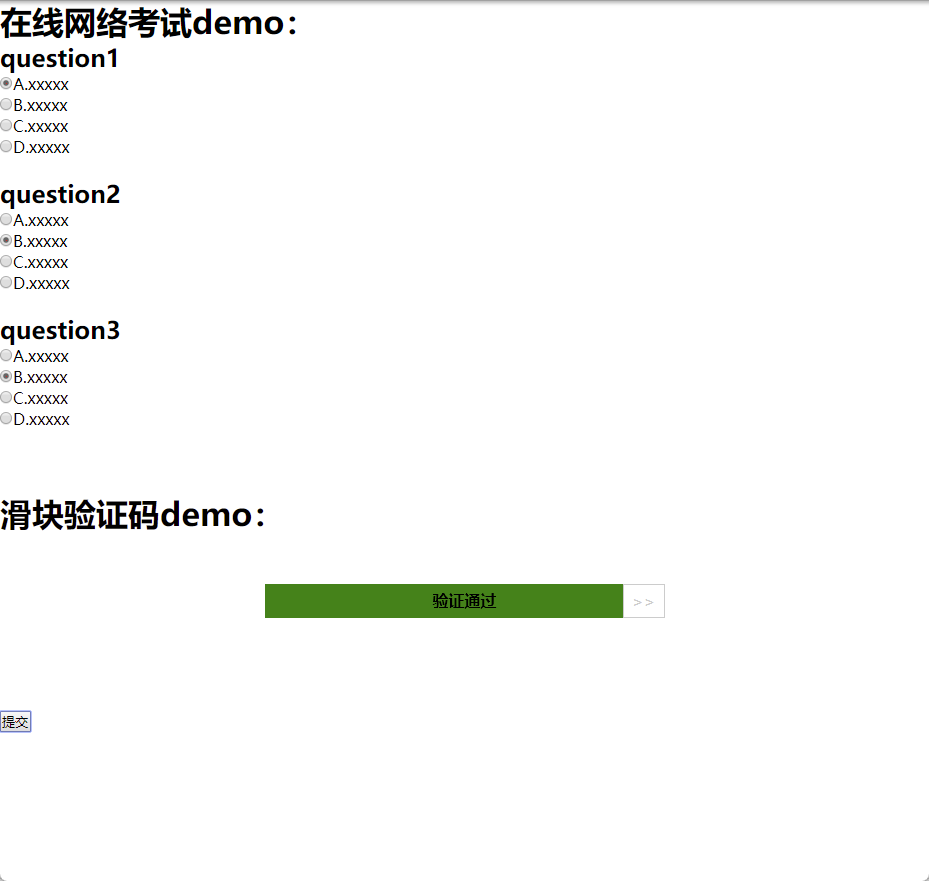 在线网络考试demo：
question1
A.xxxxx
B.xxxxx
C.xxxxx
D.xxxxx
question2
A.xxxxx
B.xxxxx
C.xxxxx
D.xxxxx
question3
A.xxxxx
B.xxxxx
C.xxxxx
D.xxxxx
滑块验证码demo：
验证通过 >>
提交